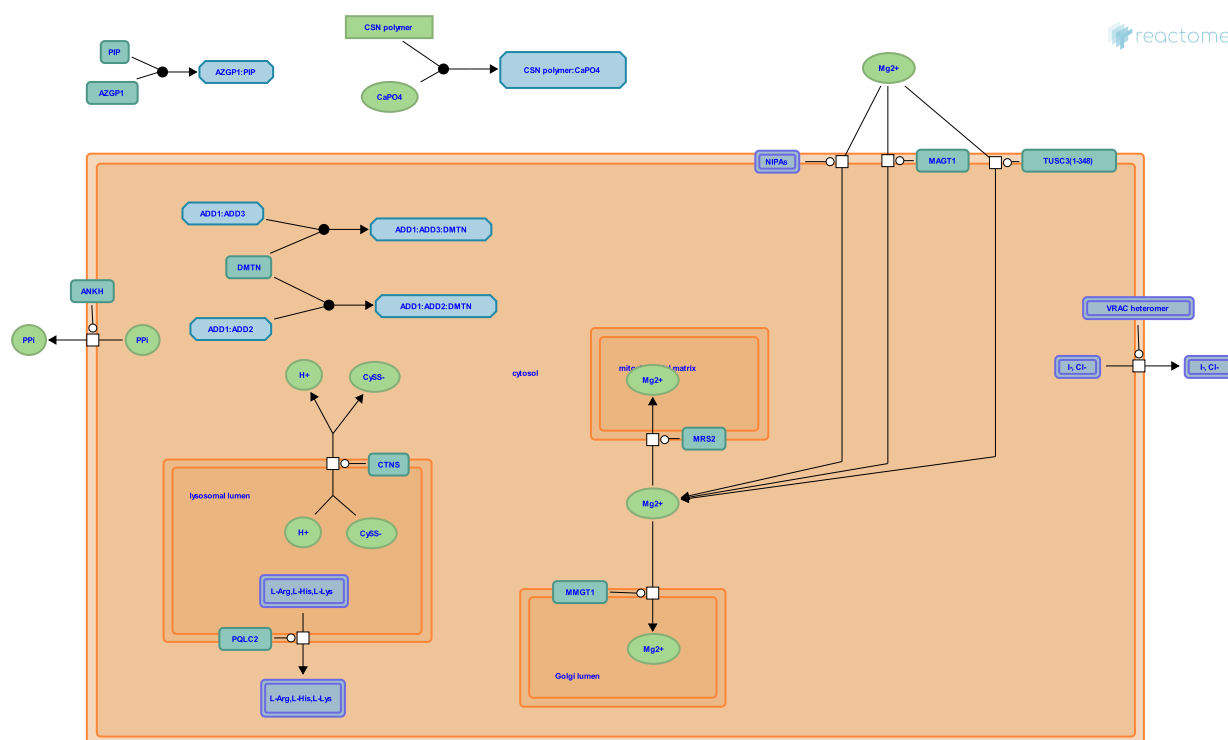 reactome
CSN polymer
PIP
AZGP1:PIP
CSN polymer:CaPO4
Mg2+
AZGP1
CaPO4
NIPAs
MAGT1
TUSC3(1-348)
ADD1:ADD3
ADD1:ADD3:DMTN
DMTN
ANKH
ADD1:ADD2:DMTN
VRAC heteromer
ADD1:ADD2
PPi
PPi
I-, Cl-
I-, Cl-
H+
CySS-
cytosol
Mg2+
MRS2
CTNS
lysosomal lumen
Mg2+
H+
CySS-
L-Arg,L-His,L-Lys
MMGT1
PQLC2
Mg2+
Golgi lumen
L-Arg,L-His,L-Lys